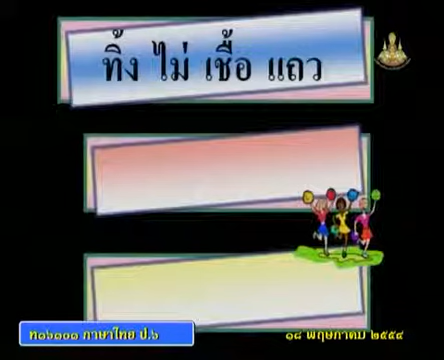 ทิ้ง ไม่ เชื้อ แถว
ท๑๖๑๐๑ ภาษาไทย ป.๖
๑๘ พฤษภาคม ๒๕๕๔